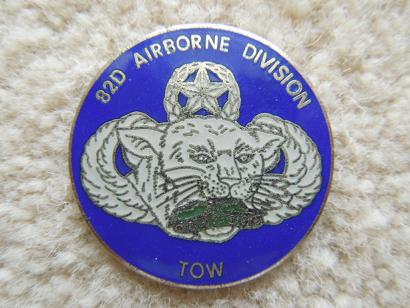 82D AIRBORNE DIVISION
TOW